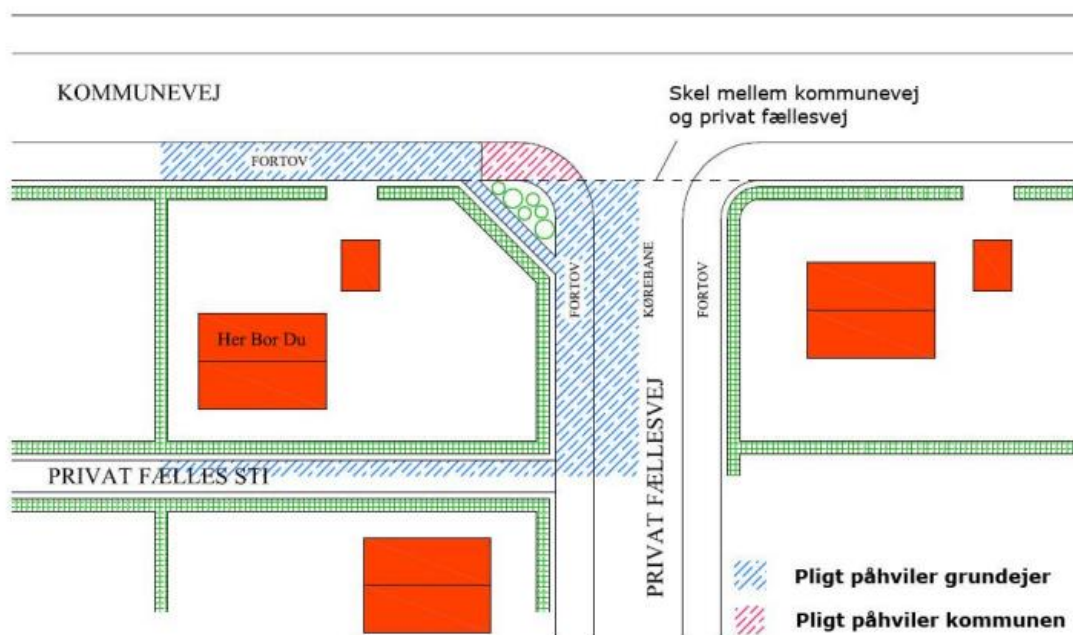 KOMMUNEVEJ
Skel mellem kommunevej
og privat fællesvej
FORTOV
Her Bor Du
FORTOV
KØREBANE
FORTOV
PRIVAT FÆLLESVEJ
PRIVAT FÆLLES STI
Pligt påhviler grundejer
Pligt påhviler kommunen